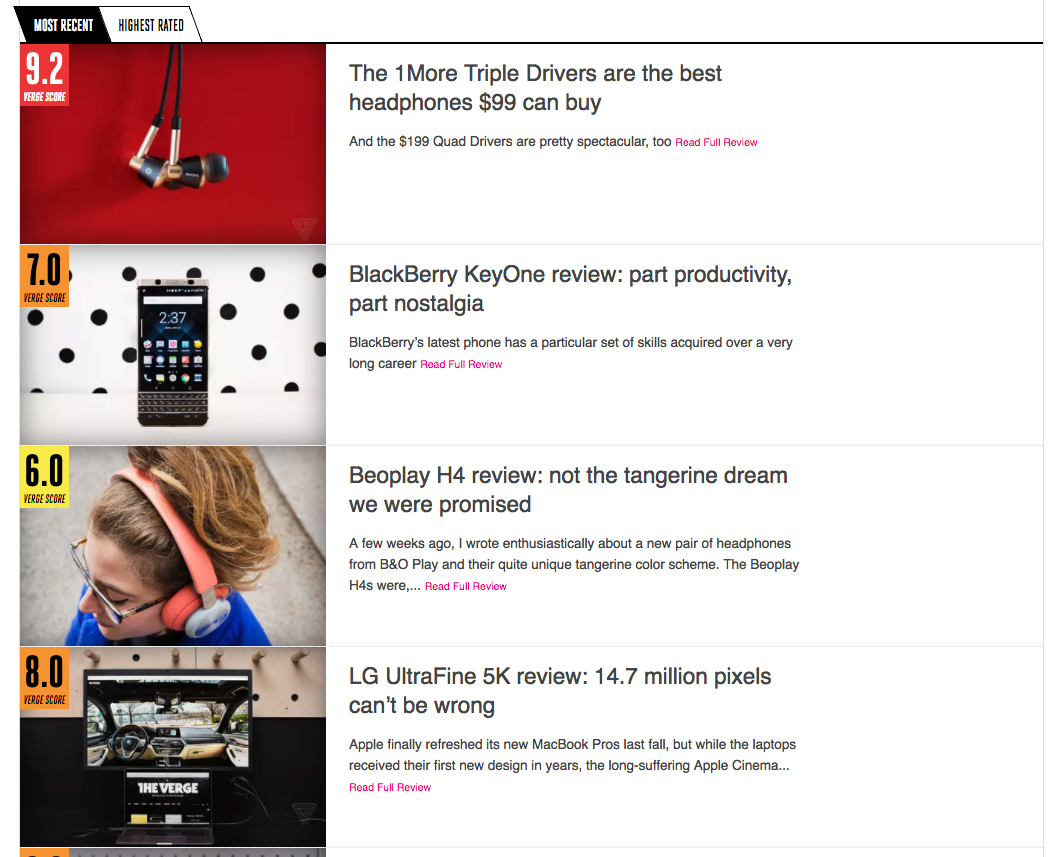 MOST RECENT
HIGHEST RATED
9.2
VERGE SCORE
The 1More Triple Drivers are the best
headphones $99 can buy
And the $199 Quad Drivers are pretty spectacular, too Read Full Review
7.0
VERGE SCORE
2:37
BlackBerry KeyOne review: part productivity,
part nostalgia
BlackBerry’s latest phone has a particular set of skills acquired over a very
long career Read Full Review
6.0
VERGE SCORE
Beoplay H4 review: not the tangerine dream
we were promised
A few weeks ago, I wrote enthusiastically about a new pair of headphones
from B&O Play and their quite unique tangerine color scheme. The Beoplay
H4s were,... Read Full Review
8.0
VERGE SCORE
THE VERGE
LG UltraFine 5K review: 14.7 million pixels
can’t be wrong
Apple finally refreshed its new MacBook Pros last fall, but while the laptops
received their first new design in years, the long-suffering Apple Cinema...
Read Full Review